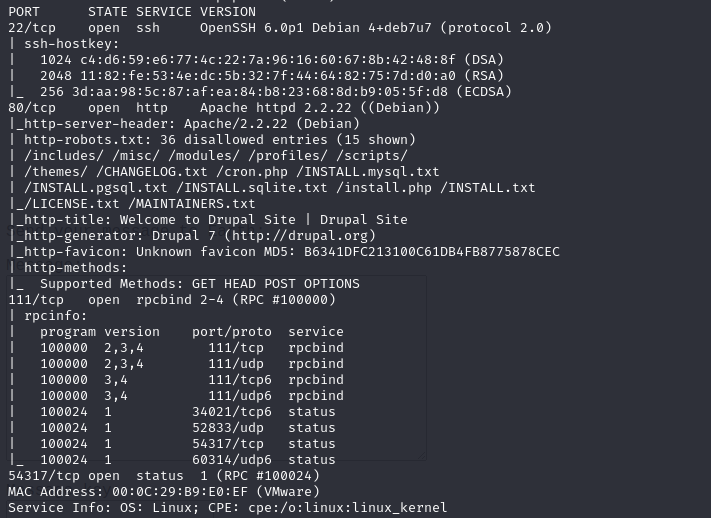 PORT      STATE SERVICE VERSION
22/tcp    open  ssh     OpenSSH 6.0p1 Debian 4+deb7u7 (protocol 2.0)
| ssh-hostkey:
|   1024 c4:d6:59:e6:77:4c:22:7a:96:16:60:67:8b:42:48:8f (DSA)
|   2048 11:82:fe:53:4e:dc:5b:32:7f:44:64:82:75:7d:d0:a0 (RSA)
|_  256 3d:aa:98:5c:87:af:ea:84:b8:23:68:8d:b9:05:5f:d8 (ECDSA)
80/tcp    open  http    Apache httpd 2.2.22 ((Debian))
|_http-server-header: Apache/2.2.22 (Debian)
| http-robots.txt: 36 disallowed entries (15 shown)
| /includes/ /misc/ /modules/ /profiles/ /scripts/
| /themes/ /CHANGELOG.txt /cron.php /INSTALL.mysql.txt
| /INSTALL.pgsql.txt /INSTALL.sqlite.txt /install.php /INSTALL.txt
|_/LICENSE.txt /MAINTAINERS.txt
|_http-title: Welcome to Drupal Site | Drupal Site
|_http-generator: Drupal 7 (http://drupal.org)
|_http-favicon: Unknown favicon MD5: B6341DFC213100C61DB4FB8775878CEC
| http-methods:
|_  Supported Methods: GET HEAD POST OPTIONS
111/tcp   open  rpcbind 2-4 (RPC #100000)
| rpcinfo:
|   program version    port/proto  service
|   100000  2,3,4        111/tcp   rpcbind
|   100000  2,3,4        111/udp   rpcbind
|   100000  3,4          111/tcp6  rpcbind
|   100000  3,4          111/udp6  rpcbind
|   100024  1          34021/tcp6  status
|   100024  1          52833/udp   status
|   100024  1          54317/tcp   status
|_  100024  1          60314/udp6  status
54317/tcp open  status  1 (RPC #100024)
MAC Address: 00:0C:29:B9:E0:EF (VMware)
Service Info: OS: Linux; CPE: cpe:/o:linux:linux_kernel